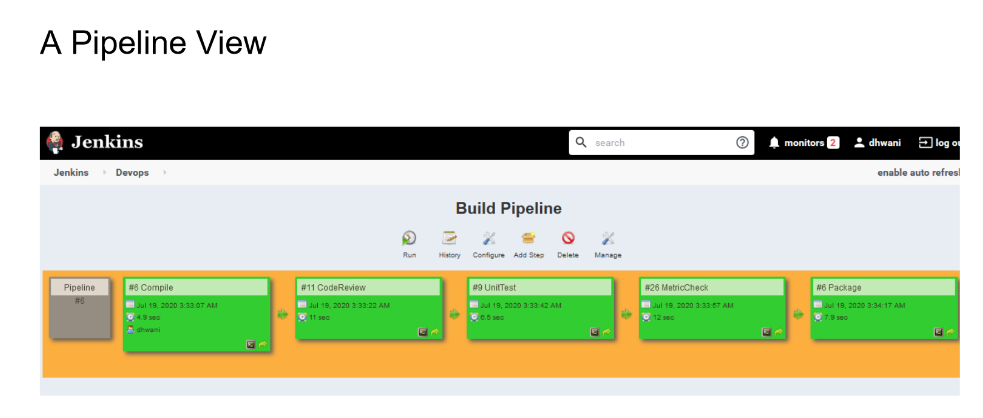 A Pipeline View
Jenkins
search
monitors 2
dhwani
log ou
Jenkins
Devops
enable auto refresh
Build Pipeline
Run
History
Configure
Add Step
Delete
Manage
Pipeline
#6
#6 Compile
Jul 19, 2020 3:33:07 AM
4.9 sec
dhwani
#11 CodeReview
Jul 19, 2020 3:33:22 AM
11 sec
#9 UnitTest
Jul 19, 2020 3:33:42 AM
6.5 sec
#26 MetricCheck
Jul 19, 2020 3:33:57 AM
12 sec
#6 Package
Jul 19, 2020 3:34:17 AM
7.9 sec